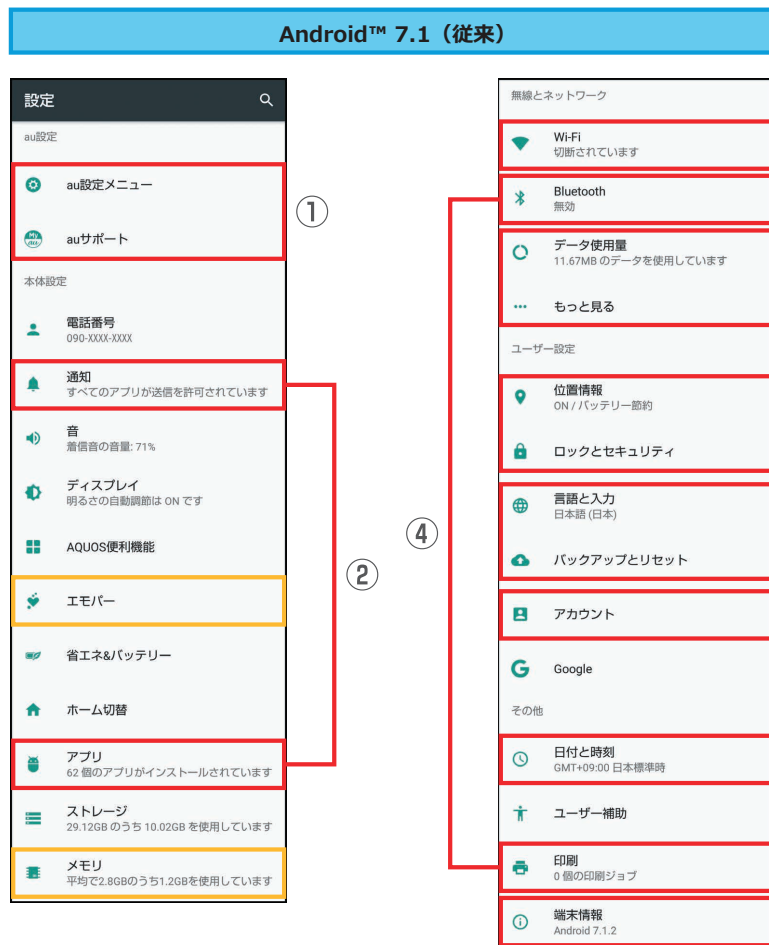 Android™ 7.1（従来）
設定
au設定
au設定メニュー
My au
auサポート
①
本体設定
電話番号
090-XXXX-XXXX
通知
すべてのアプリが送信を許可されています
音
着信音の音量: 71%
ディスプレイ
明るさの自動調節は ON です
AQUOS便利機能
②
エモパー
省エネ&バッテリー
ホーム切替
アプリ
62 個のアプリがインストールされています
ストレージ
29.12GB のうち 10.02GB を使用しています
メモリ
平均で2.8GBのうち1.2GBを使用しています
無線とネットワーク
Wi-Fi
切断されています
Bluetooth
無効
データ使用量
11.67MB のデータを使用しています
もっと見る
ユーザー設定
位置情報
ON / バッテリー節約
ロックとセキュリティ
言語と入力
日本語 (日本)
④
バックアップとリセット
アカウント
G
Google
その他
日付と時刻
GMT+09:00 日本標準時
ユーザー補助
印刷
0 個の印刷ジョブ
端末情報
Android 7.1.2